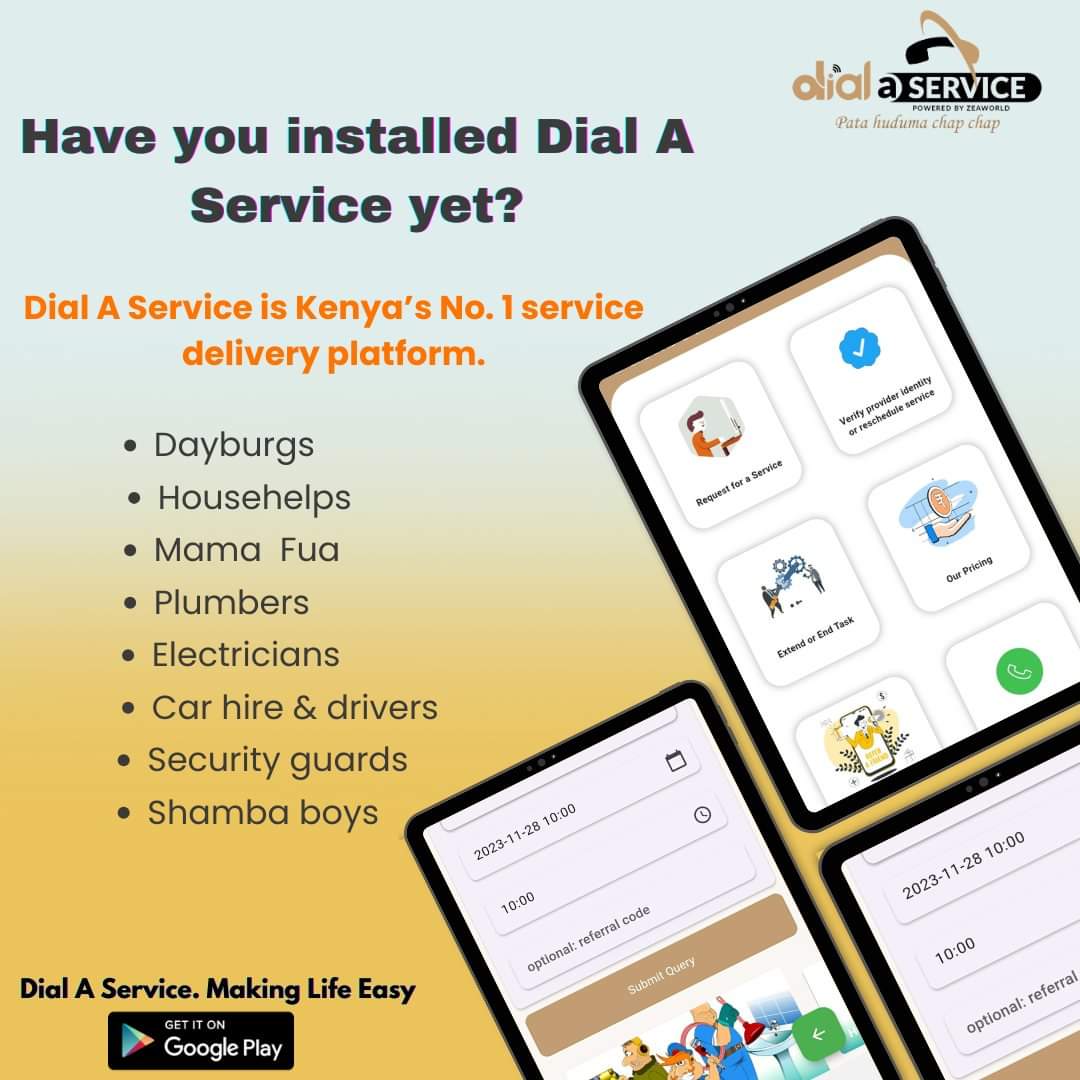 dial a SERVICE
POWERED BY ZEAWORLD
Pata huduma chap chap
Have you installed Dial A
Service yet?
Dial A Service is Kenya’s No. 1 service
delivery platform.
• Dayburgs
• Househelps
• Mama Fua
• Plumbers
• Electricians
• Car hire & drivers
• Security guards
• Shamba boys
Request for a Service
Verify provider identity
or reschedule service
Extend or End Task
Our Pricing
REFER
A FRIEND
2023-11-28 10:00
10:00
optional: referral code
Submit Query
2023-11-28 10:00
10:00
optional: referral
Dial A Service. Making Life Easy
GET IT ON
Google Play